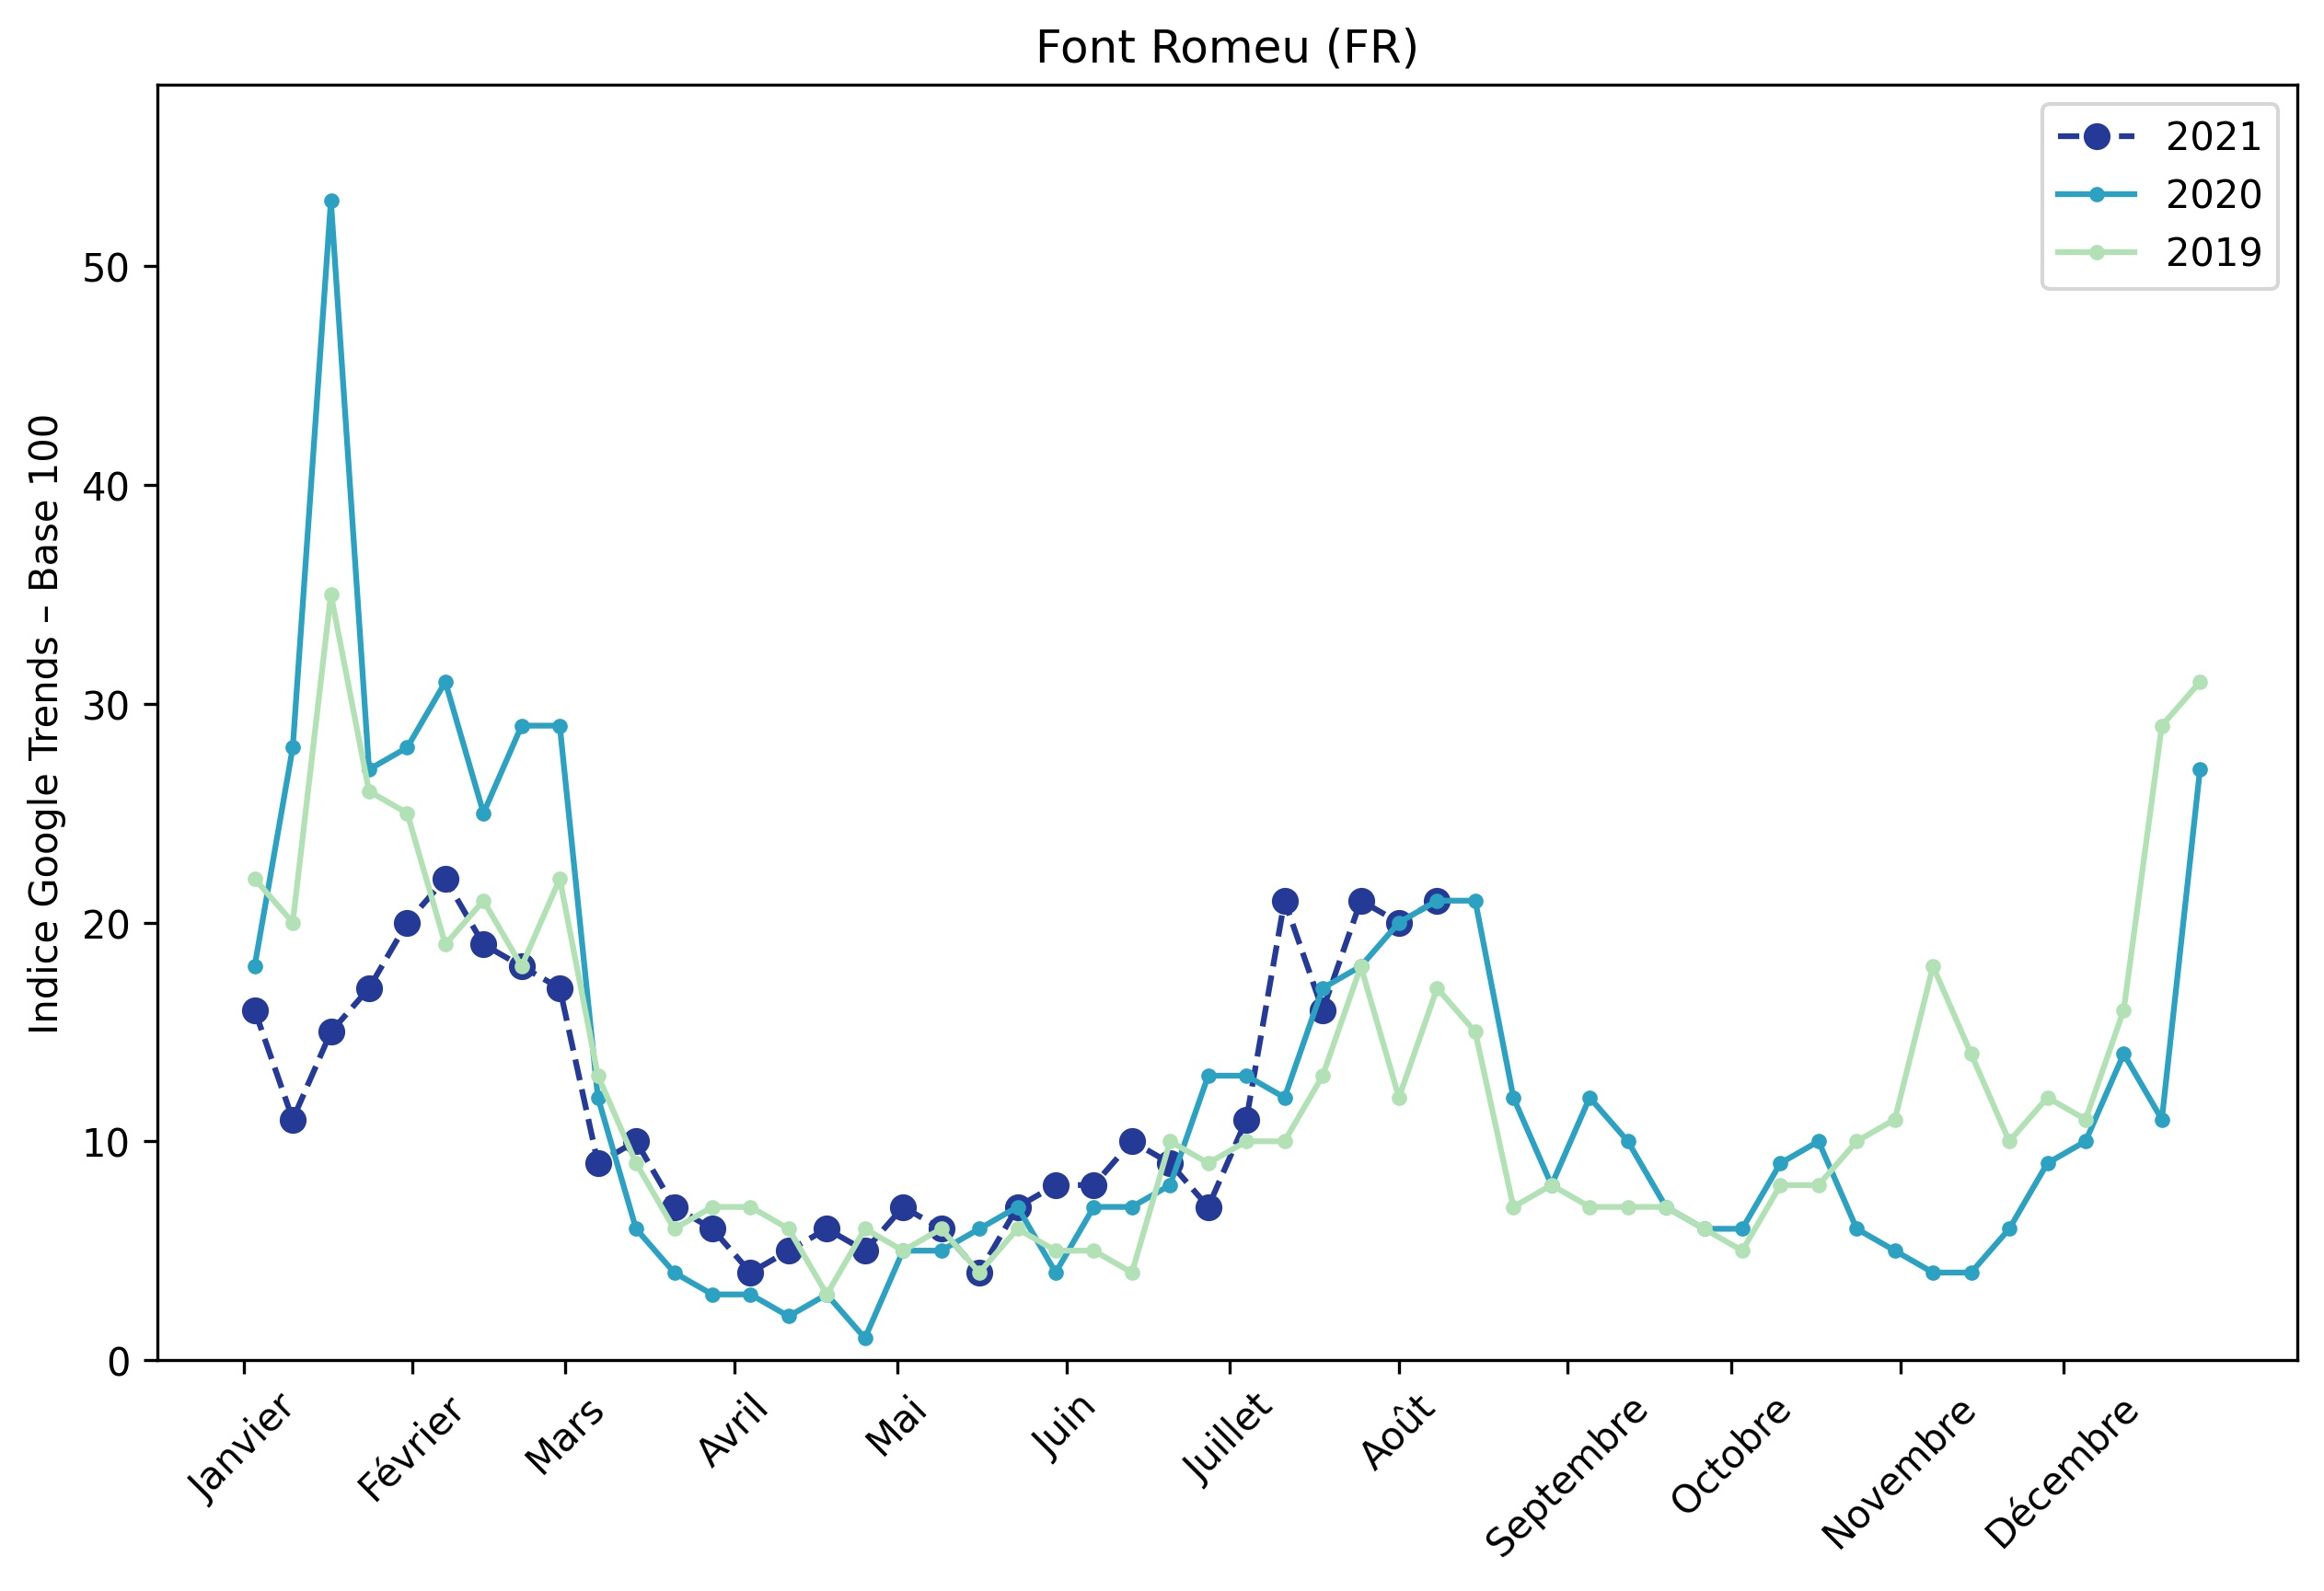 Font Romeu (FR)
2021
2020
2019
Indice Google Trends – Base 100
50
40
30
20
10
0
Janvier
Février
Mars
Avril
Mai
Juin
Juillet
Août
Septembre
Octobre
Novembre
Décembre